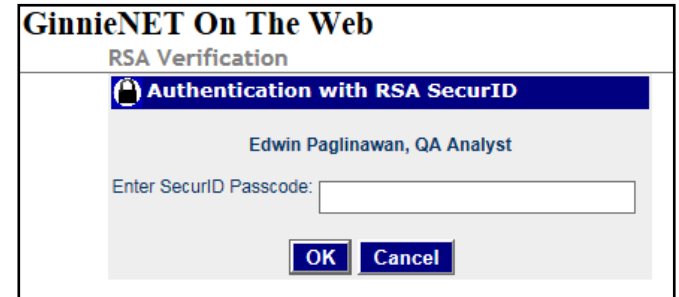 GinnieNET On The Web
RSA Verification
Authentication with RSA SecurID
Edwin Paglinawan, QA Analyst
Enter SecurID Passcode:
OK Cancel